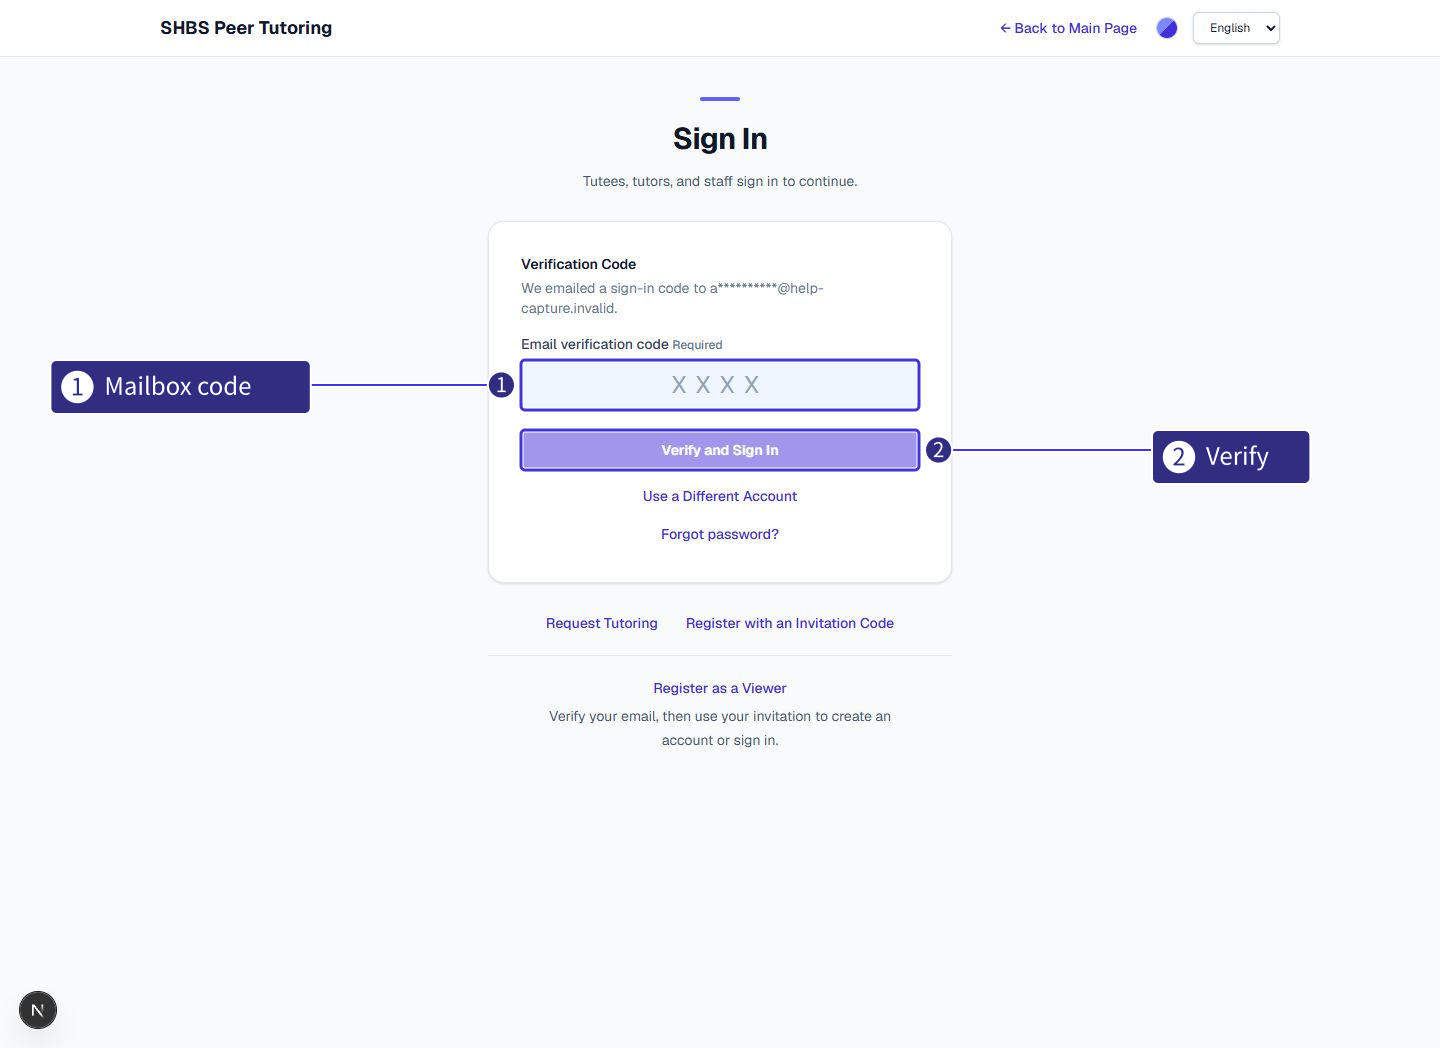 SHBS Peer Tutoring
← Back to Main Page
English
Sign In
Tutees, tutors, and staff sign in to continue.
Verification Code
We emailed a sign-in code to a**********@help-
capture.invalid.
Email verification code Required
1 Mailbox code
1
X X X X
Verify and Sign In
2
2 Verify
Use a Different Account
Forgot password?
Request Tutoring
Register with an Invitation Code
Register as a Viewer
Verify your email, then use your invitation to create an
account or sign in.
N